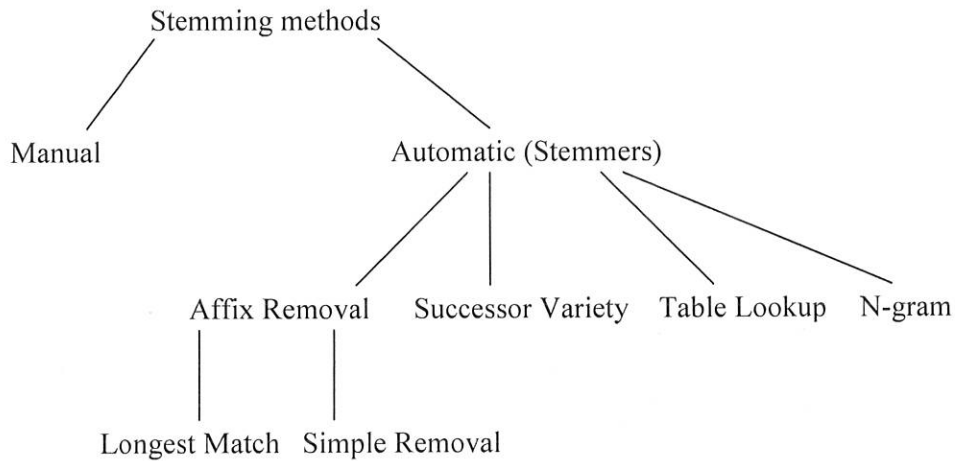 Stemming methods
Manual
Automatic (Stemmers)
Affix Removal
Successor Variety
Table Lookup
N-gram
Longest Match
Simple Removal